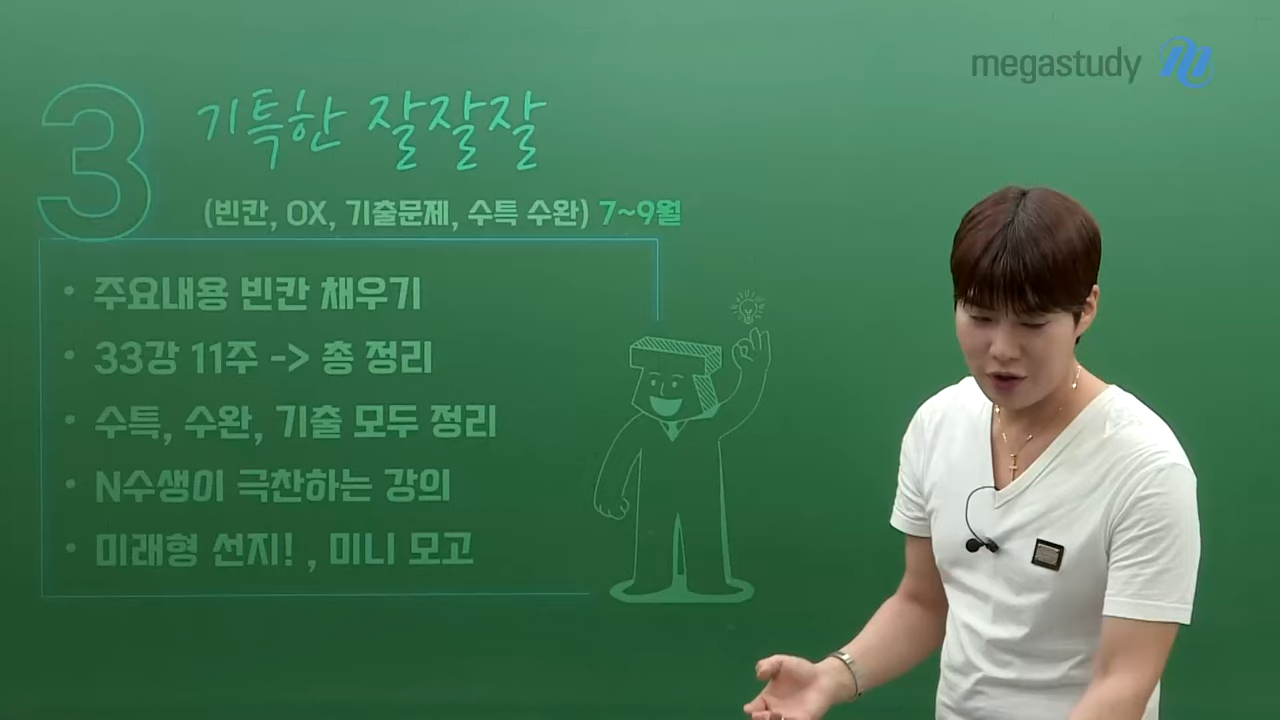 megastudy
3
기특한 잘잘잘
(빈칸, OX, 기출문제, 수특 수완) 7~9월
• 주요내용 빈칸 채우기
• 33강 11주 -> 총 정리
• 수특, 수완, 기출 모두 정리
• N수생이 극찬하는 강의
• 미래형 선지! , 미니 모고